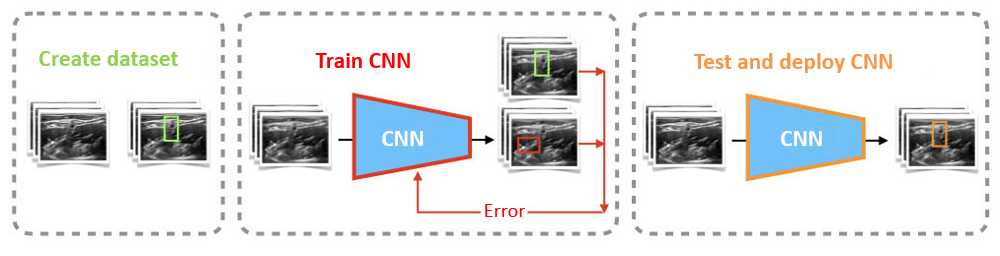 Create dataset
Train CNN
Test and deploy CNN
CNN
CNN
Error